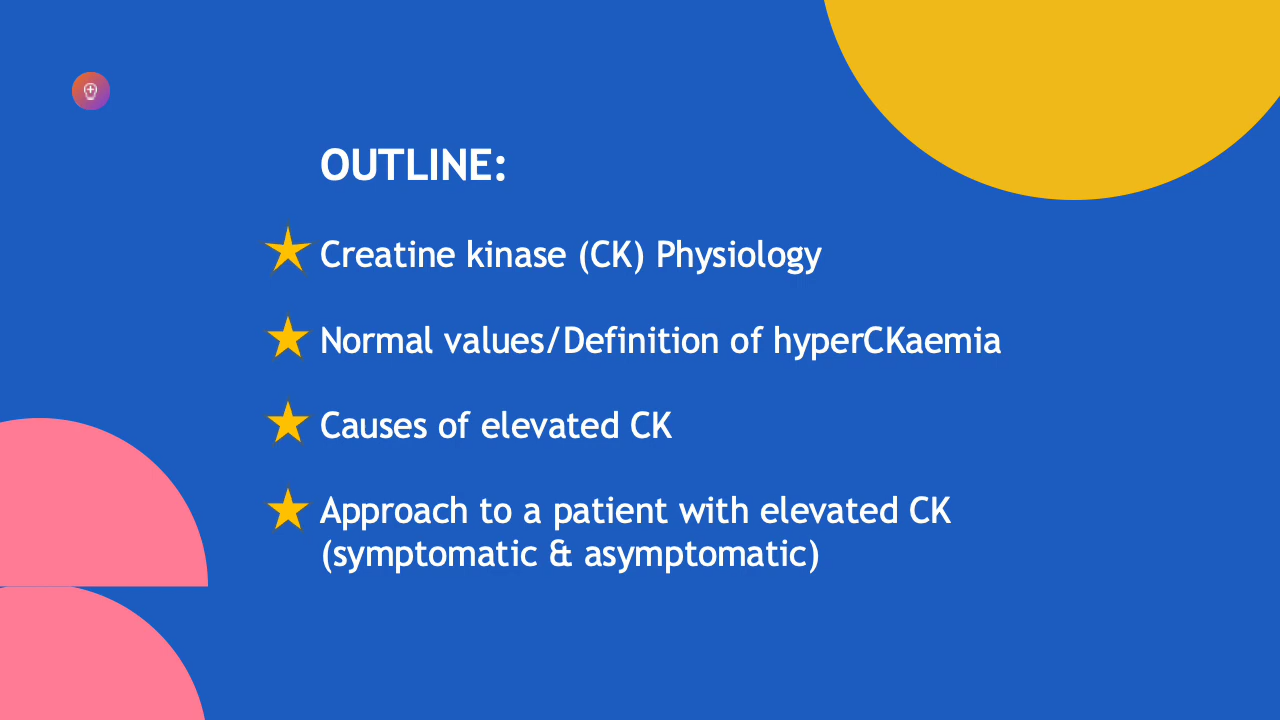 OUTLINE:
Creatine kinase (CK) Physiology
Normal values/Definition of hyperCKaemia
Causes of elevated CK
Approach to a patient with elevated CK
(symptomatic & asymptomatic)